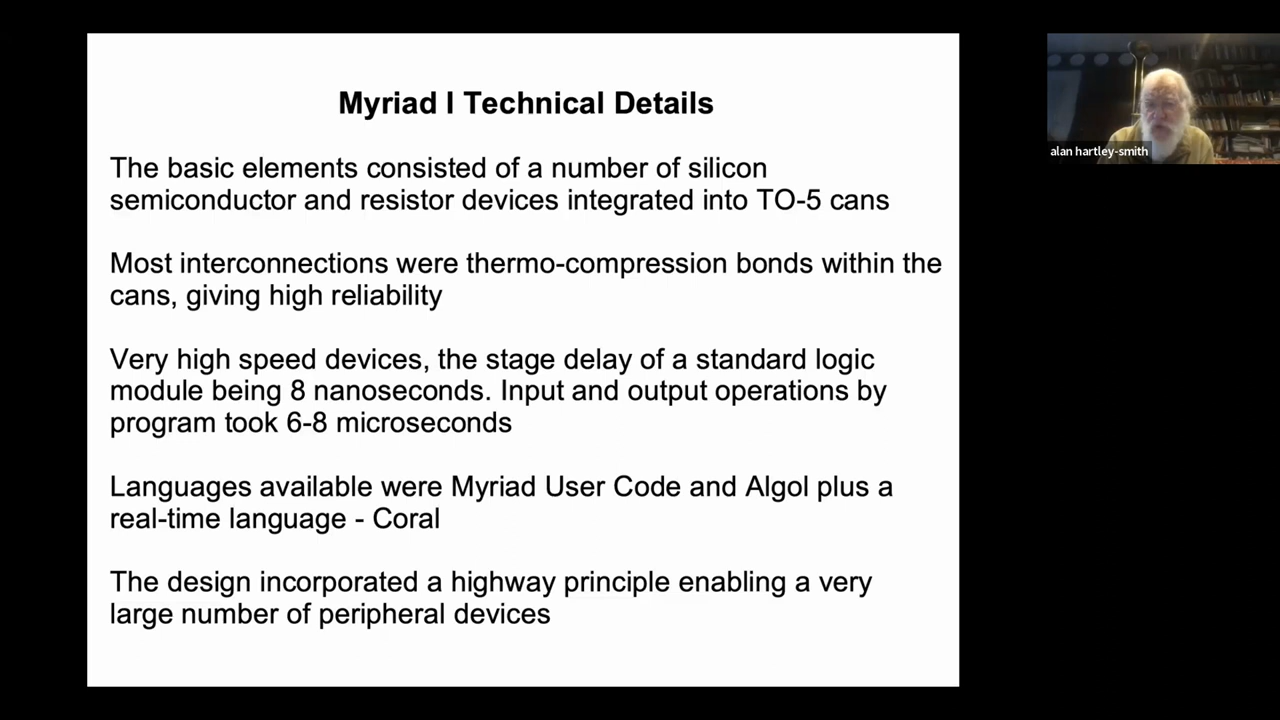 Myriad I Technical Details
The basic elements consisted of a number of silicon
semiconductor and resistor devices integrated into TO-5 cans
Most interconnections were thermo-compression bonds within the
cans, giving high reliability
Very high speed devices, the stage delay of a standard logic
module being 8 nanoseconds. Input and output operations by
program took 6-8 microseconds
Languages available were Myriad User Code and Algol plus a
real-time language - Coral
The design incorporated a highway principle enabling a very
large number of peripheral devices
alan hartley-smith